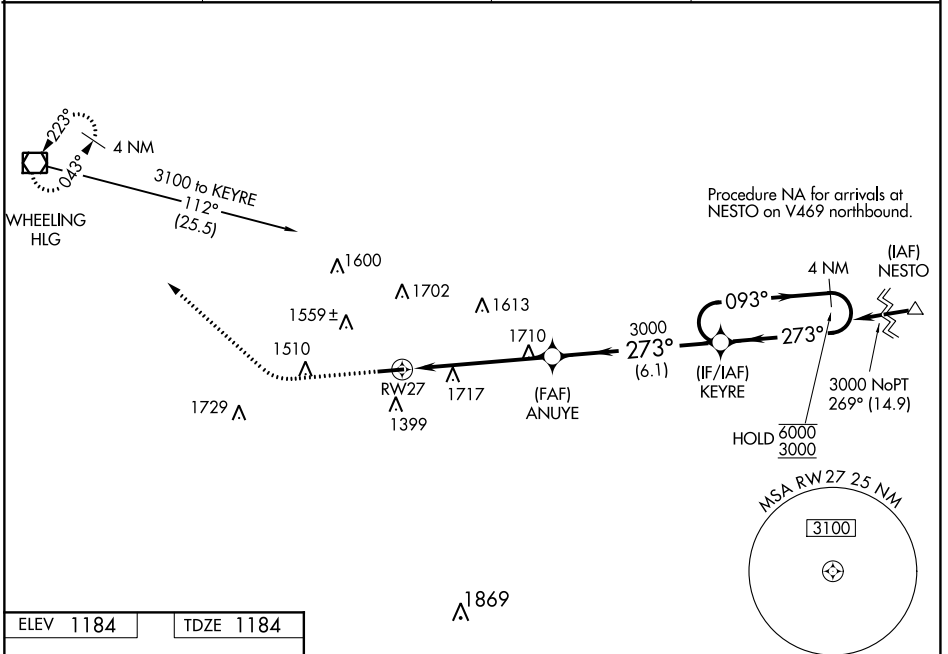 223°
043°
4 NM
WHEELING
HLG
3100 to KEYRE
112°
(25.5)
Procedure NA for arrivals at
NESTO on V469 northbound.
(IAF)
NESTO
4 NM
093°
273°
1600
1702
1613
1559±
1510
1710
3000
273°
(6.1)
(IF/IAF)
KEYRE
3000 NoPT
269° (14.9)
RW27
1717
(FAF)
ANUYE
1729
1399
HOLD 6000
3000
MSA RW27 25 NM
3100
1869
ELEV 1184
TDZE 1184